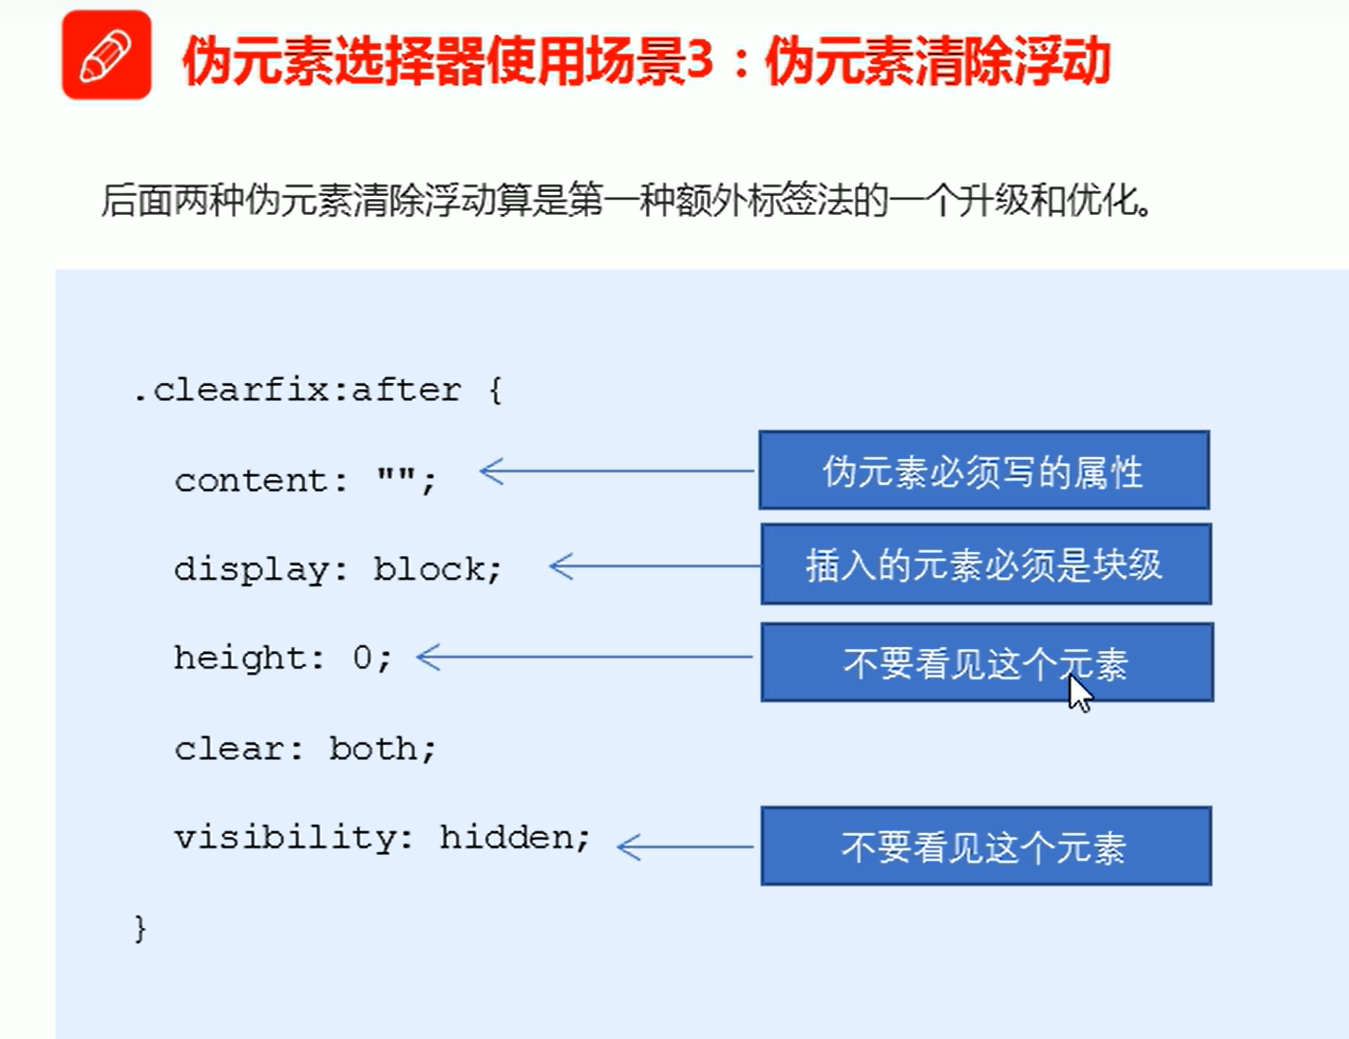 伪元素选择器使用场景3：伪元素清除浮动
后面两种伪元素清除浮动算是第一种额外标签法的一个升级和优化。
.clearfix:after {
content: "";
伪元素必须写的属性
display: block;
插入的元素必须是块级
height: 0;
不要看见这个元素
clear: both;
visibility: hidden;
不要看见这个元素
}